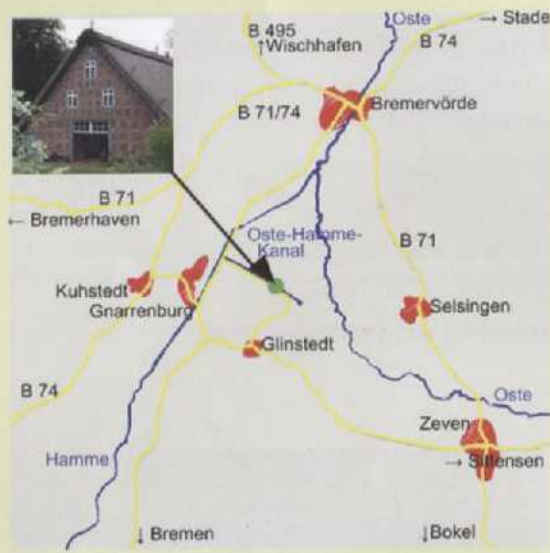 Oste
B 495
↑Wischhafen
→ Stade
B 74
Bremervörde
B 71/74
B 71
← Bremerhaven
Oste-Hamme-
Kanal
B 71
Kuhstedt
Gnarrenburg
Selsingen
Glinstedt
B 74
Oste
Zeven
→ Sittensen
Hamme
↓Bremen
↓Bokel